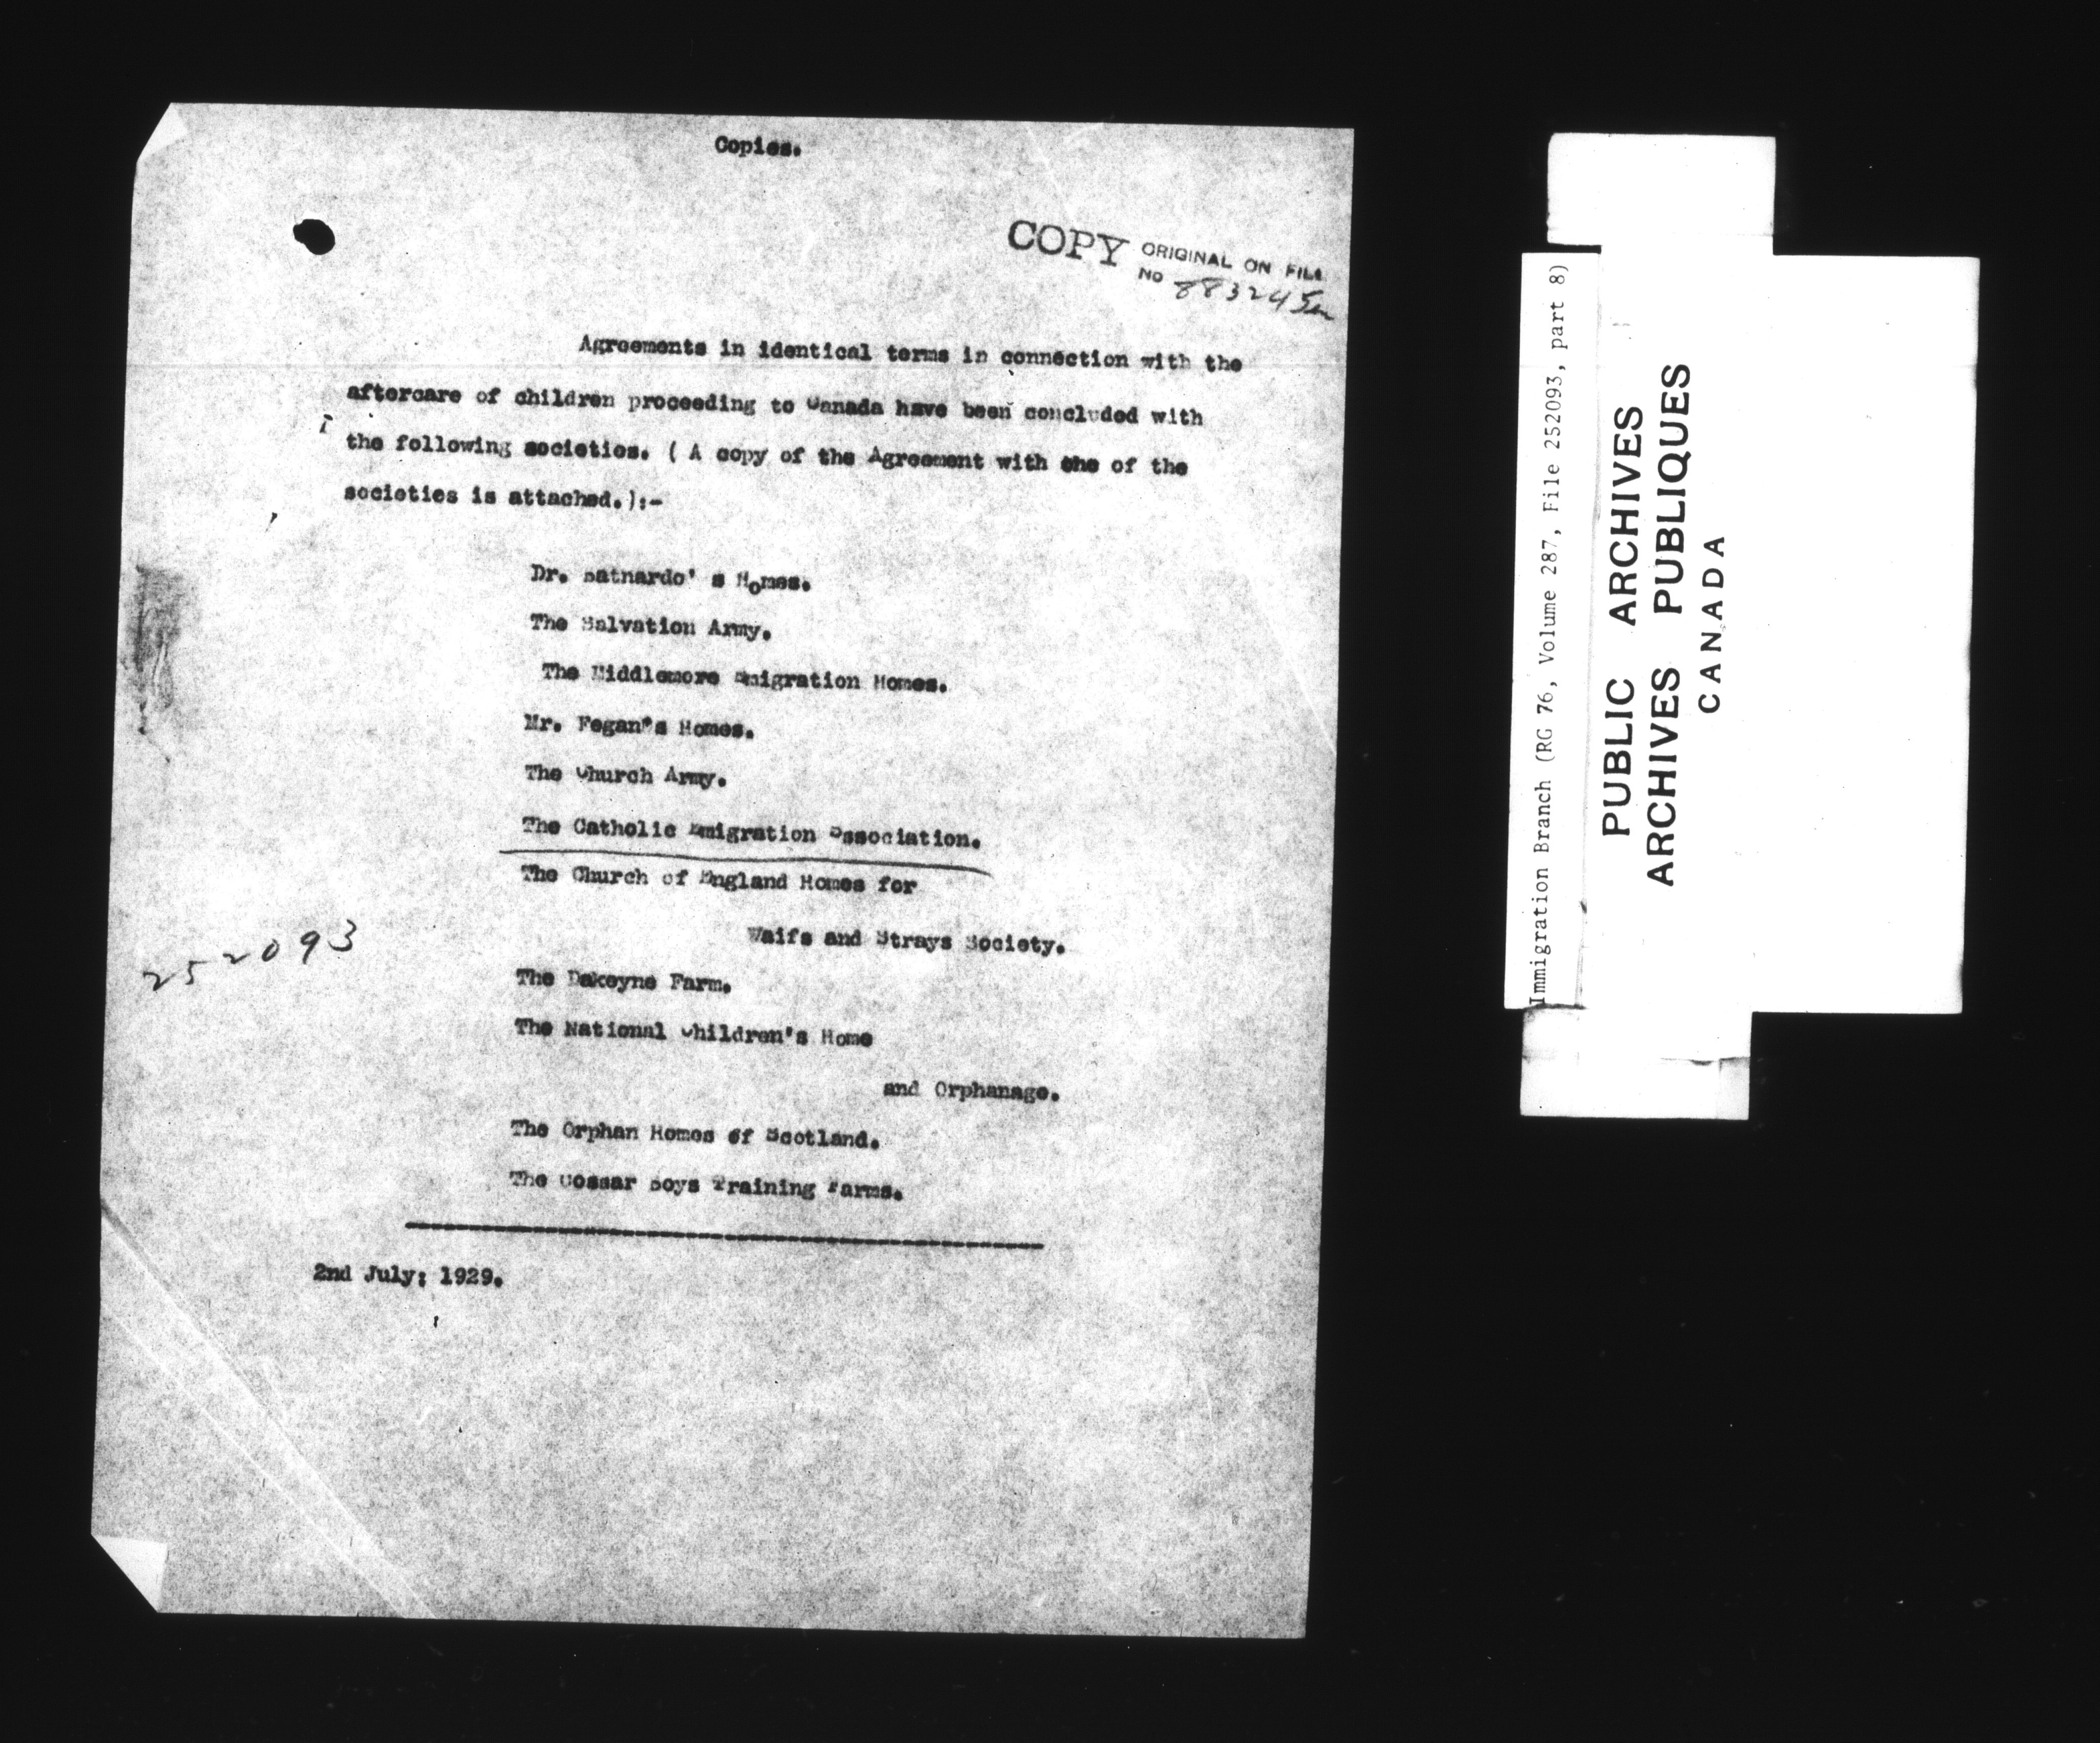 Copies.
COPY ORIGINAL ON FILE
NO 883245
Agreements in identical terms in connection with the
aftercare of children proceeding to Canada have been concluded with
the following societies. ( A copy of the Agreement with one of the
societies is attached.):-
Dr. Batnardo' s Homes.
The Salvation Army.
The Middlemore Emigration Homes.
Mr. Fegan's Homes.
The Church Army.
The Catholic Emigration Association.
The Church of England Homes for
Waifs and Strays Society.
252093
The Dakeyne Farm.
The National Children's Home
and Orphanage.
The Orphan Homes of Scotland.
The Cossar Boys Training Farms.
2nd July; 1929.
Immigration Branch (RG 76, Volume 287, File 252093, part 8)
PUBLIC ARCHIVES
ARCHIVES PUBLIQUES
CANADA